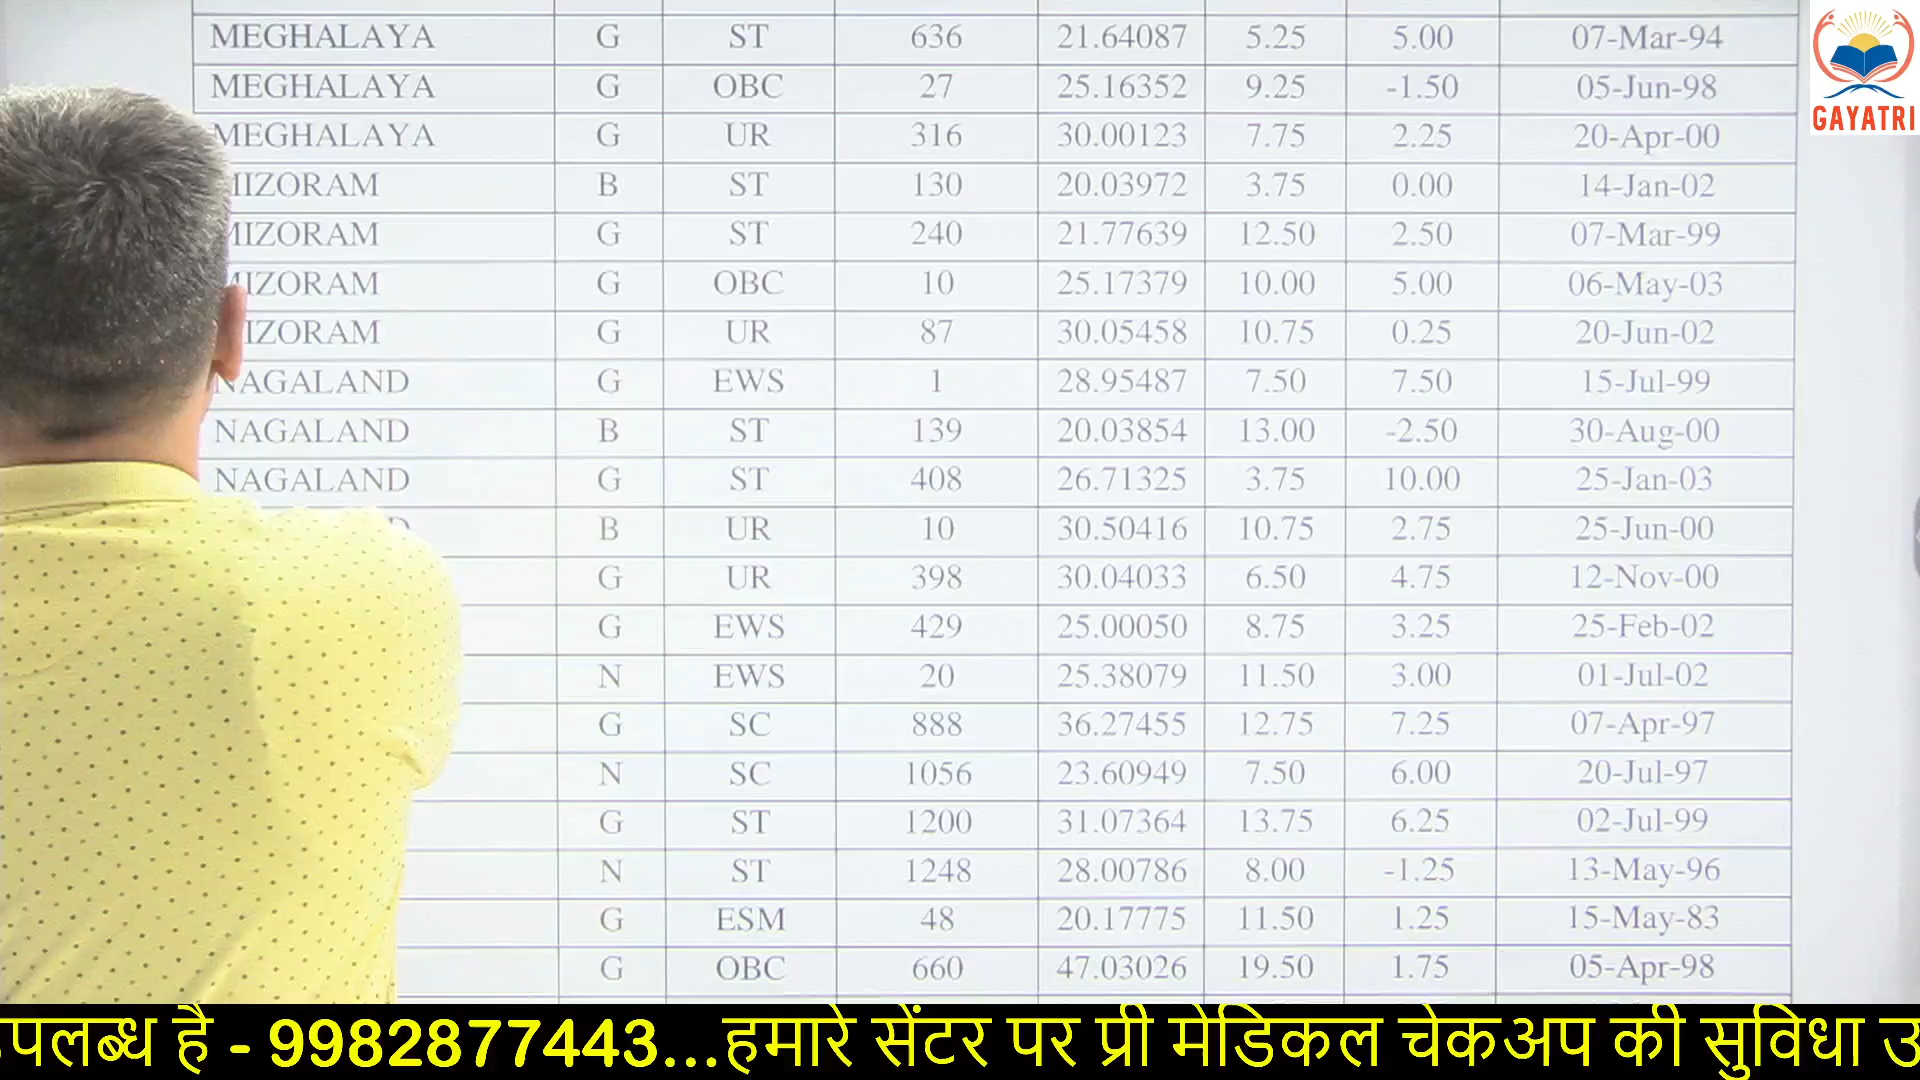 MEGHALAYA G ST 636 21.64087 5.25 5.00 07-Mar-94
MEGHALAYA G OBC 27 25.16352 9.25 -1.50 05-Jun-98
MEGHALAYA G UR 316 30.00123 7.75 2.25 20-Apr-00
MIZORAM B ST 130 20.03972 3.75 0.00 14-Jan-02
MIZORAM G ST 240 21.77639 12.50 2.50 07-Mar-99
MIZORAM G OBC 10 25.17379 10.00 5.00 06-May-03
IZORAM G UR 87 30.05458 10.75 0.25 20-Jun-02
NAGALAND G EWS 1 28.95487 7.50 7.50 15-Jul-99
NAGALAND B ST 139 20.03854 13.00 -2.50 30-Aug-00
NAGALAND G ST 408 26.71325 3.75 10.00 25-Jan-03
B UR 10 30.50416 10.75 2.75 25-Jun-00
G UR 398 30.04033 6.50 4.75 12-Nov-00
G EWS 429 25.00050 8.75 3.25 25-Feb-02
N EWS 20 25.38079 11.50 3.00 01-Jul-02
G SC 888 36.27455 12.75 7.25 07-Apr-97
N SC 1056 23.60949 7.50 6.00 20-Jul-97
G ST 1200 31.07364 13.75 6.25 02-Jul-99
N ST 1248 28.00786 8.00 -1.25 13-May-96
G ESM 48 20.17775 11.50 1.25 15-May-83
G OBC 660 47.03026 19.50 1.75 05-Apr-98
GAYATRI
पलब्ध है - 9982877443...हमारे सेंटर पर प्री मेडिकल चेकअप की सुविधा उ